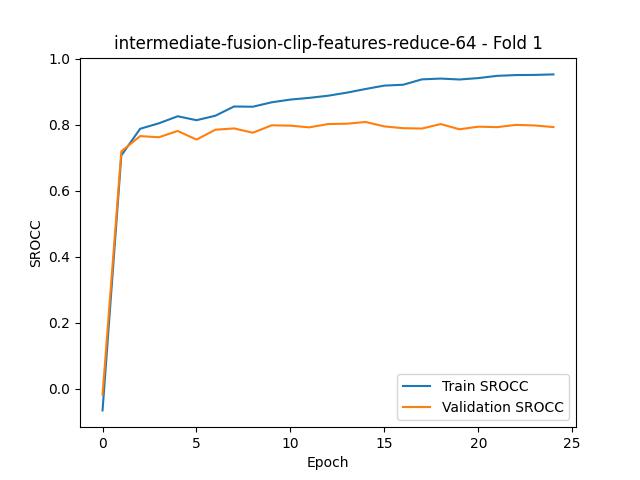 intermediate-fusion-clip-features-reduce-64 - Fold 1
1.0
0.8
0.6
0.4
0.2
0.0
SROCC
Train SROCC
Validation SROCC
0 5 10 15 20 25
Epoch